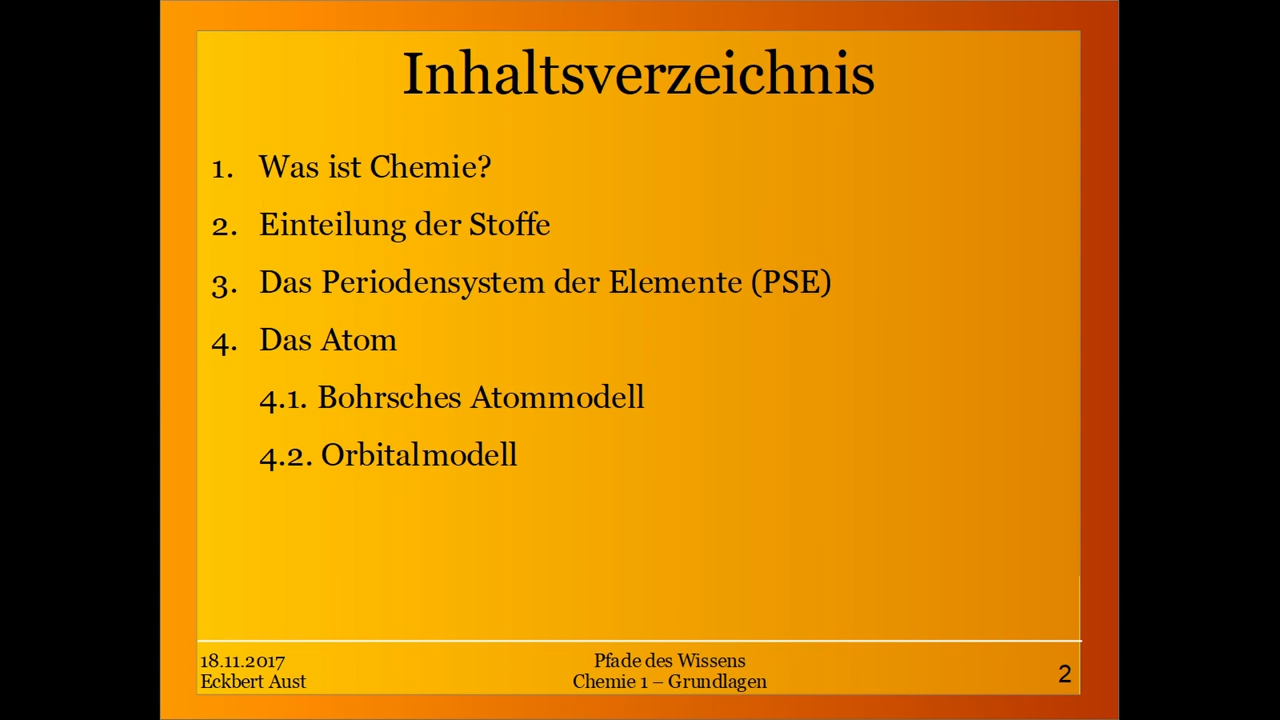 Inhaltsverzeichnis
1. Was ist Chemie?
2. Einteilung der Stoffe
3. Das Periodensystem der Elemente (PSE)
4. Das Atom
4.1. Bohrsches Atommodell
4.2. Orbitalmodell
18.11.2017
Eckbert Aust
Pfade des Wissens
Chemie 1 – Grundlagen
2